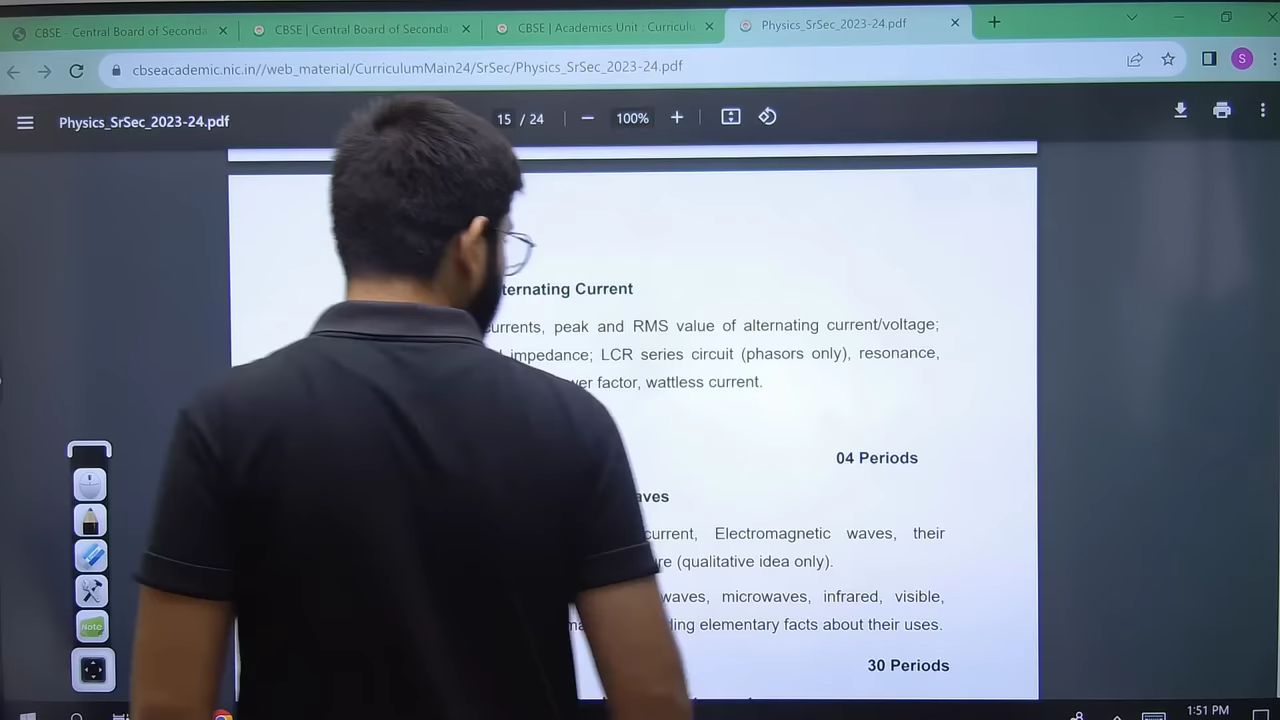 CBSE - Central Board of Seconda
CBSE | Central Board of Seconda
CBSE | Academics Unit : Curricul
Physics_SrSec_2023-24.pdf
cbseacademic.nic.in//web_material/CurriculumMain24/SrSec/Physics_SrSec_2023-24.pdf
S
Physics_SrSec_2023-24.pdf
15 / 24
100%
ternating Current
urrents, peak and RMS value of alternating current/voltage;
impedance; LCR series circuit (phasors only), resonance,
er factor, wattless current.
04 Periods
aves
current, Electromagnetic waves, their
re (qualitative idea only).
waves, microwaves, infrared, visible,
ding elementary facts about their uses.
30 Periods
Note
1:51 PM